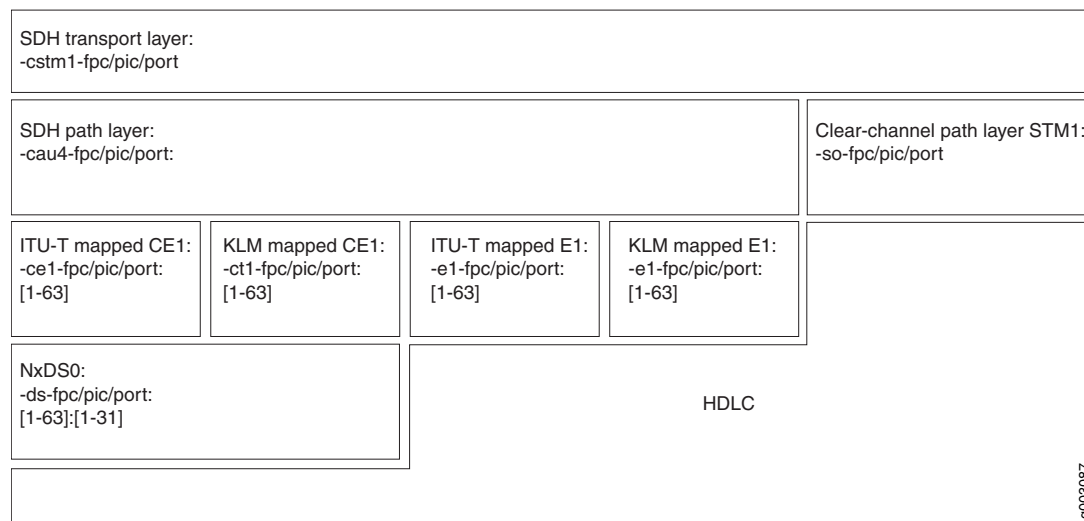 SDH transport layer:
-cstm1-fpc/pic/port
SDH path layer:
-cau4-fpc/pic/port:
Clear-channel path layer STM1:
-so-fpc/pic/port
ITU-T mapped CE1:
-ce1-fpc/pic/port:
[1-63]
KLM mapped CE1:
-ct1-fpc/pic/port:
[1-63]
ITU-T mapped E1:
-e1-fpc/pic/port:
[1-63]
KLM mapped E1:
-e1-fpc/pic/port:
[1-63]
NxDS0:
-ds-fpc/pic/port:
[1-63]:[1-31]
HDLC
g003087